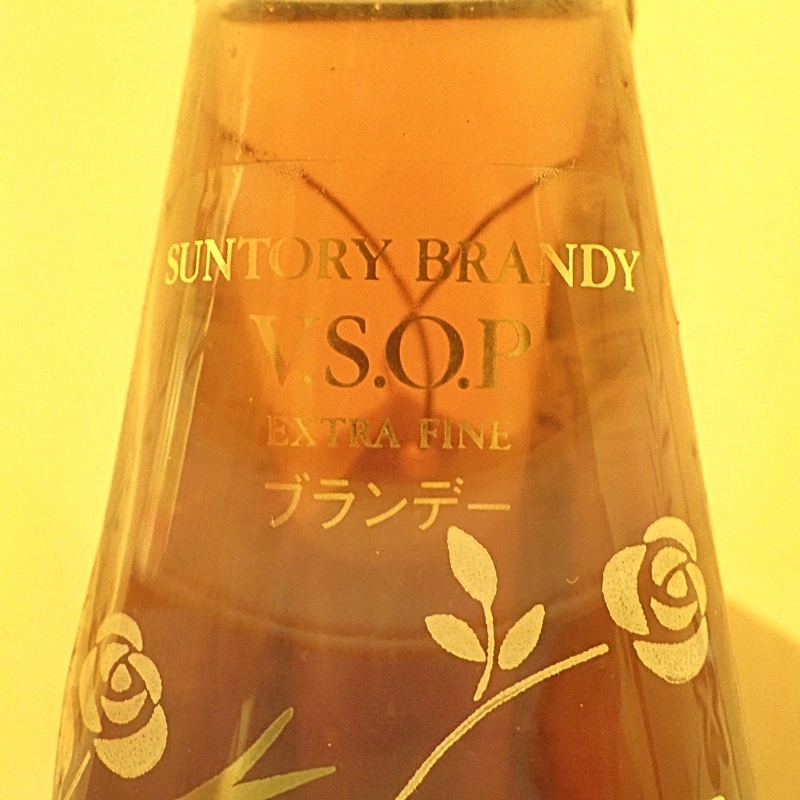 SUNTORY BRANDY
V.S.O.P
EXTRA FINE
ブランデー